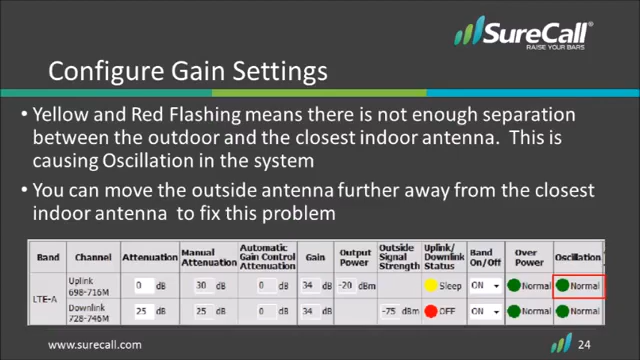 SureCall
RAISE YOUR BARS
Configure Gain Settings
• Yellow and Red Flashing means there is not enough separation
between the outdoor and the closest indoor antenna. This is
causing Oscillation in the system
• You can move the outside antenna further away from the closest
indoor antenna to fix this problem
Band Channel Attenuation Manual Attenuation Automatic Gain Control Attenuation Gain Output Power Outside Signal Strength Uplink/Downlink Status Band On/Off Over Power Oscillation
LTE-A Uplink 698-716M 0 dB 30 dB 0 dB 34 dB -20 dBm Sleep ON Normal Normal
Downlink 728-746M 25 dB 25 dB 0 dB 34 dB -75 dBm OFF ON Normal Normal
www.surecall.com 24